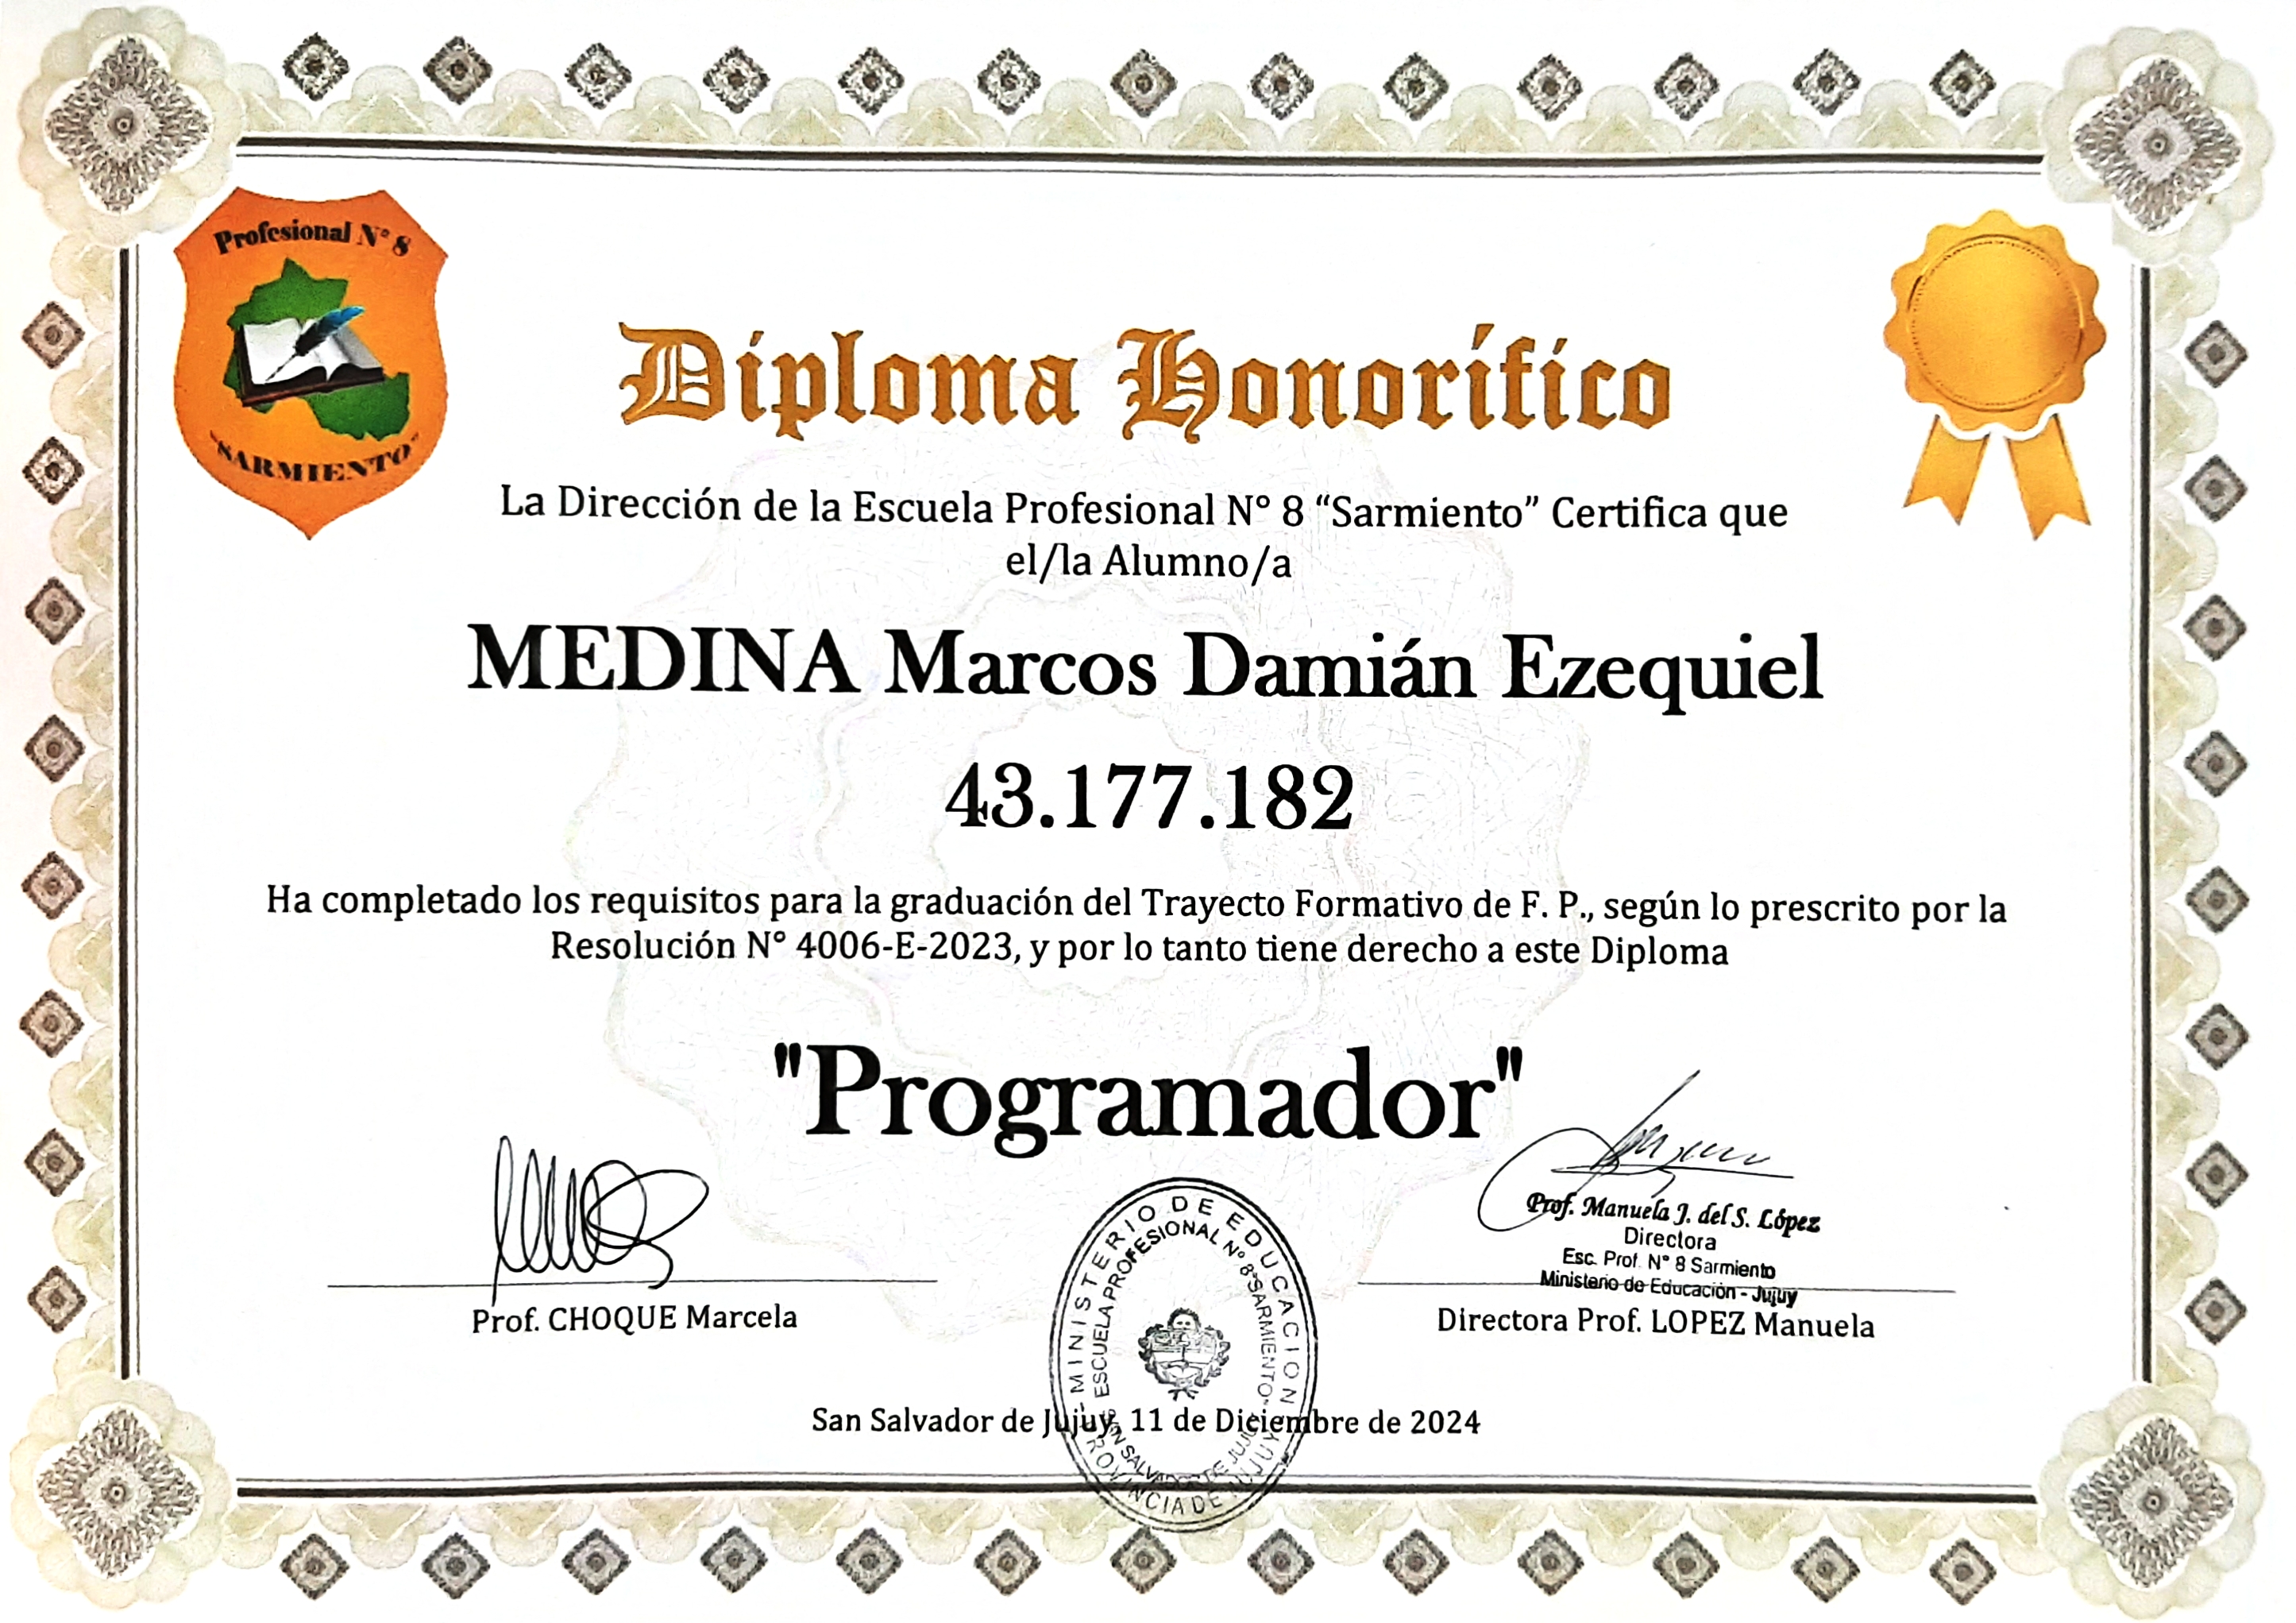 Profesional N° 8
"SARMIENTO"
Diploma Honorífico
La Dirección de la Escuela Profesional N° 8 “Sarmiento” Certifica que
el/la Alumno/a
MEDINA Marcos Damián Ezequiel
43.177.182
Ha completado los requisitos para la graduación del Trayecto Formativo de F. P., según lo prescrito por la
Resolución N° 4006-E-2023, y por lo tanto tiene derecho a este Diploma
"Programador"
Prof. Manuela J. del S. López
Directora
Esc. Prof. N° 8 Sarmiento
Ministerio de Educación - Jujuy
Prof. CHOQUE Marcela
Directora Prof. LOPEZ Manuela
MINISTERIO DE EDUCACION
ESCUELA PROFESIONAL N° 8 "SARMIENTO"
SAN SALVADOR DE JUJUY
PROVINCIA DE JUJUY
San Salvador de Jujuy, 11 de Diciembre de 2024